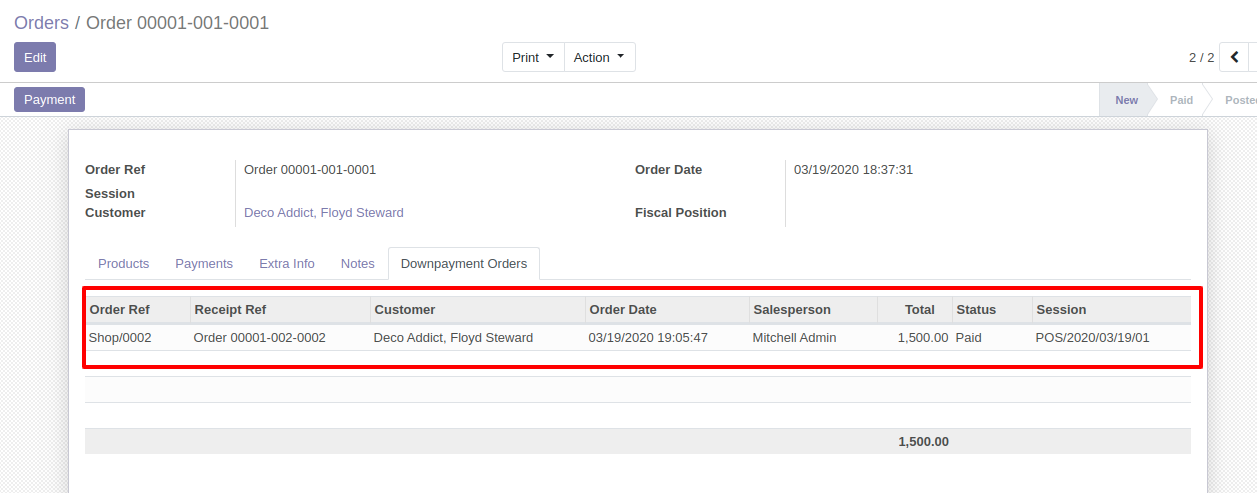 Orders / Order 00001-001-0001
Edit
Print Action
2 / 2
Payment
New Paid Posted
Order Ref Order 00001-001-0001 Order Date 03/19/2020 18:37:31
Session
Customer Deco Addict, Floyd Steward Fiscal Position
Products Payments Extra Info Notes Downpayment Orders
Order Ref Receipt Ref Customer Order Date Salesperson Total Status Session
Shop/0002 Order 00001-002-0002 Deco Addict, Floyd Steward 03/19/2020 19:05:47 Mitchell Admin 1,500.00 Paid POS/2020/03/19/01
1,500.00